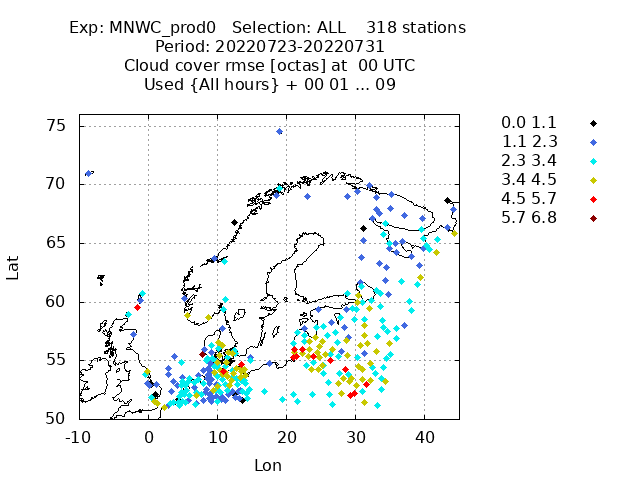 Exp: MNWC_prod0 Selection: ALL 318 stations
Period: 20220723-20220731
Cloud cover rmse [octas] at 00 UTC
Used {All hours} + 00 01 ... 09
75
70
65
60
55
50
Lat
-10 0 10 20 30 40
Lon
0.0 1.1
1.1 2.3
2.3 3.4
3.4 4.5
4.5 5.7
5.7 6.8